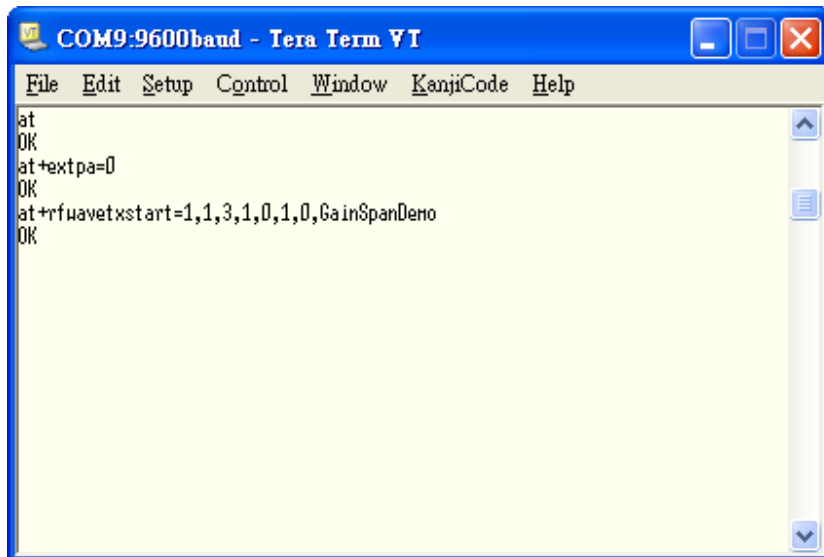 COM9:9600baud - Tera Term VT
File Edit Setup Control Window KanjiCode Help
at
OK
at+extpa=0
OK
at+rfwavetxstart=1,1,3,1,0,1,0,GainSpanDemo
OK